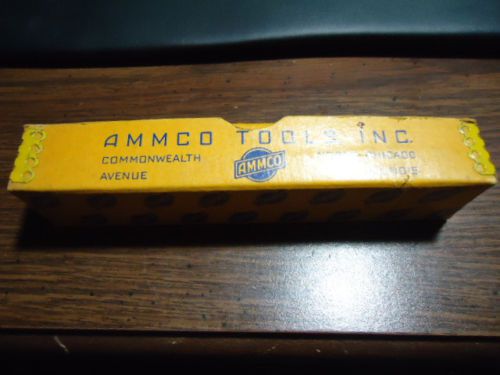 AMMCO TOOLS INC.
COMMONWEALTH
AVENUE
AMMCO
CHICAGO